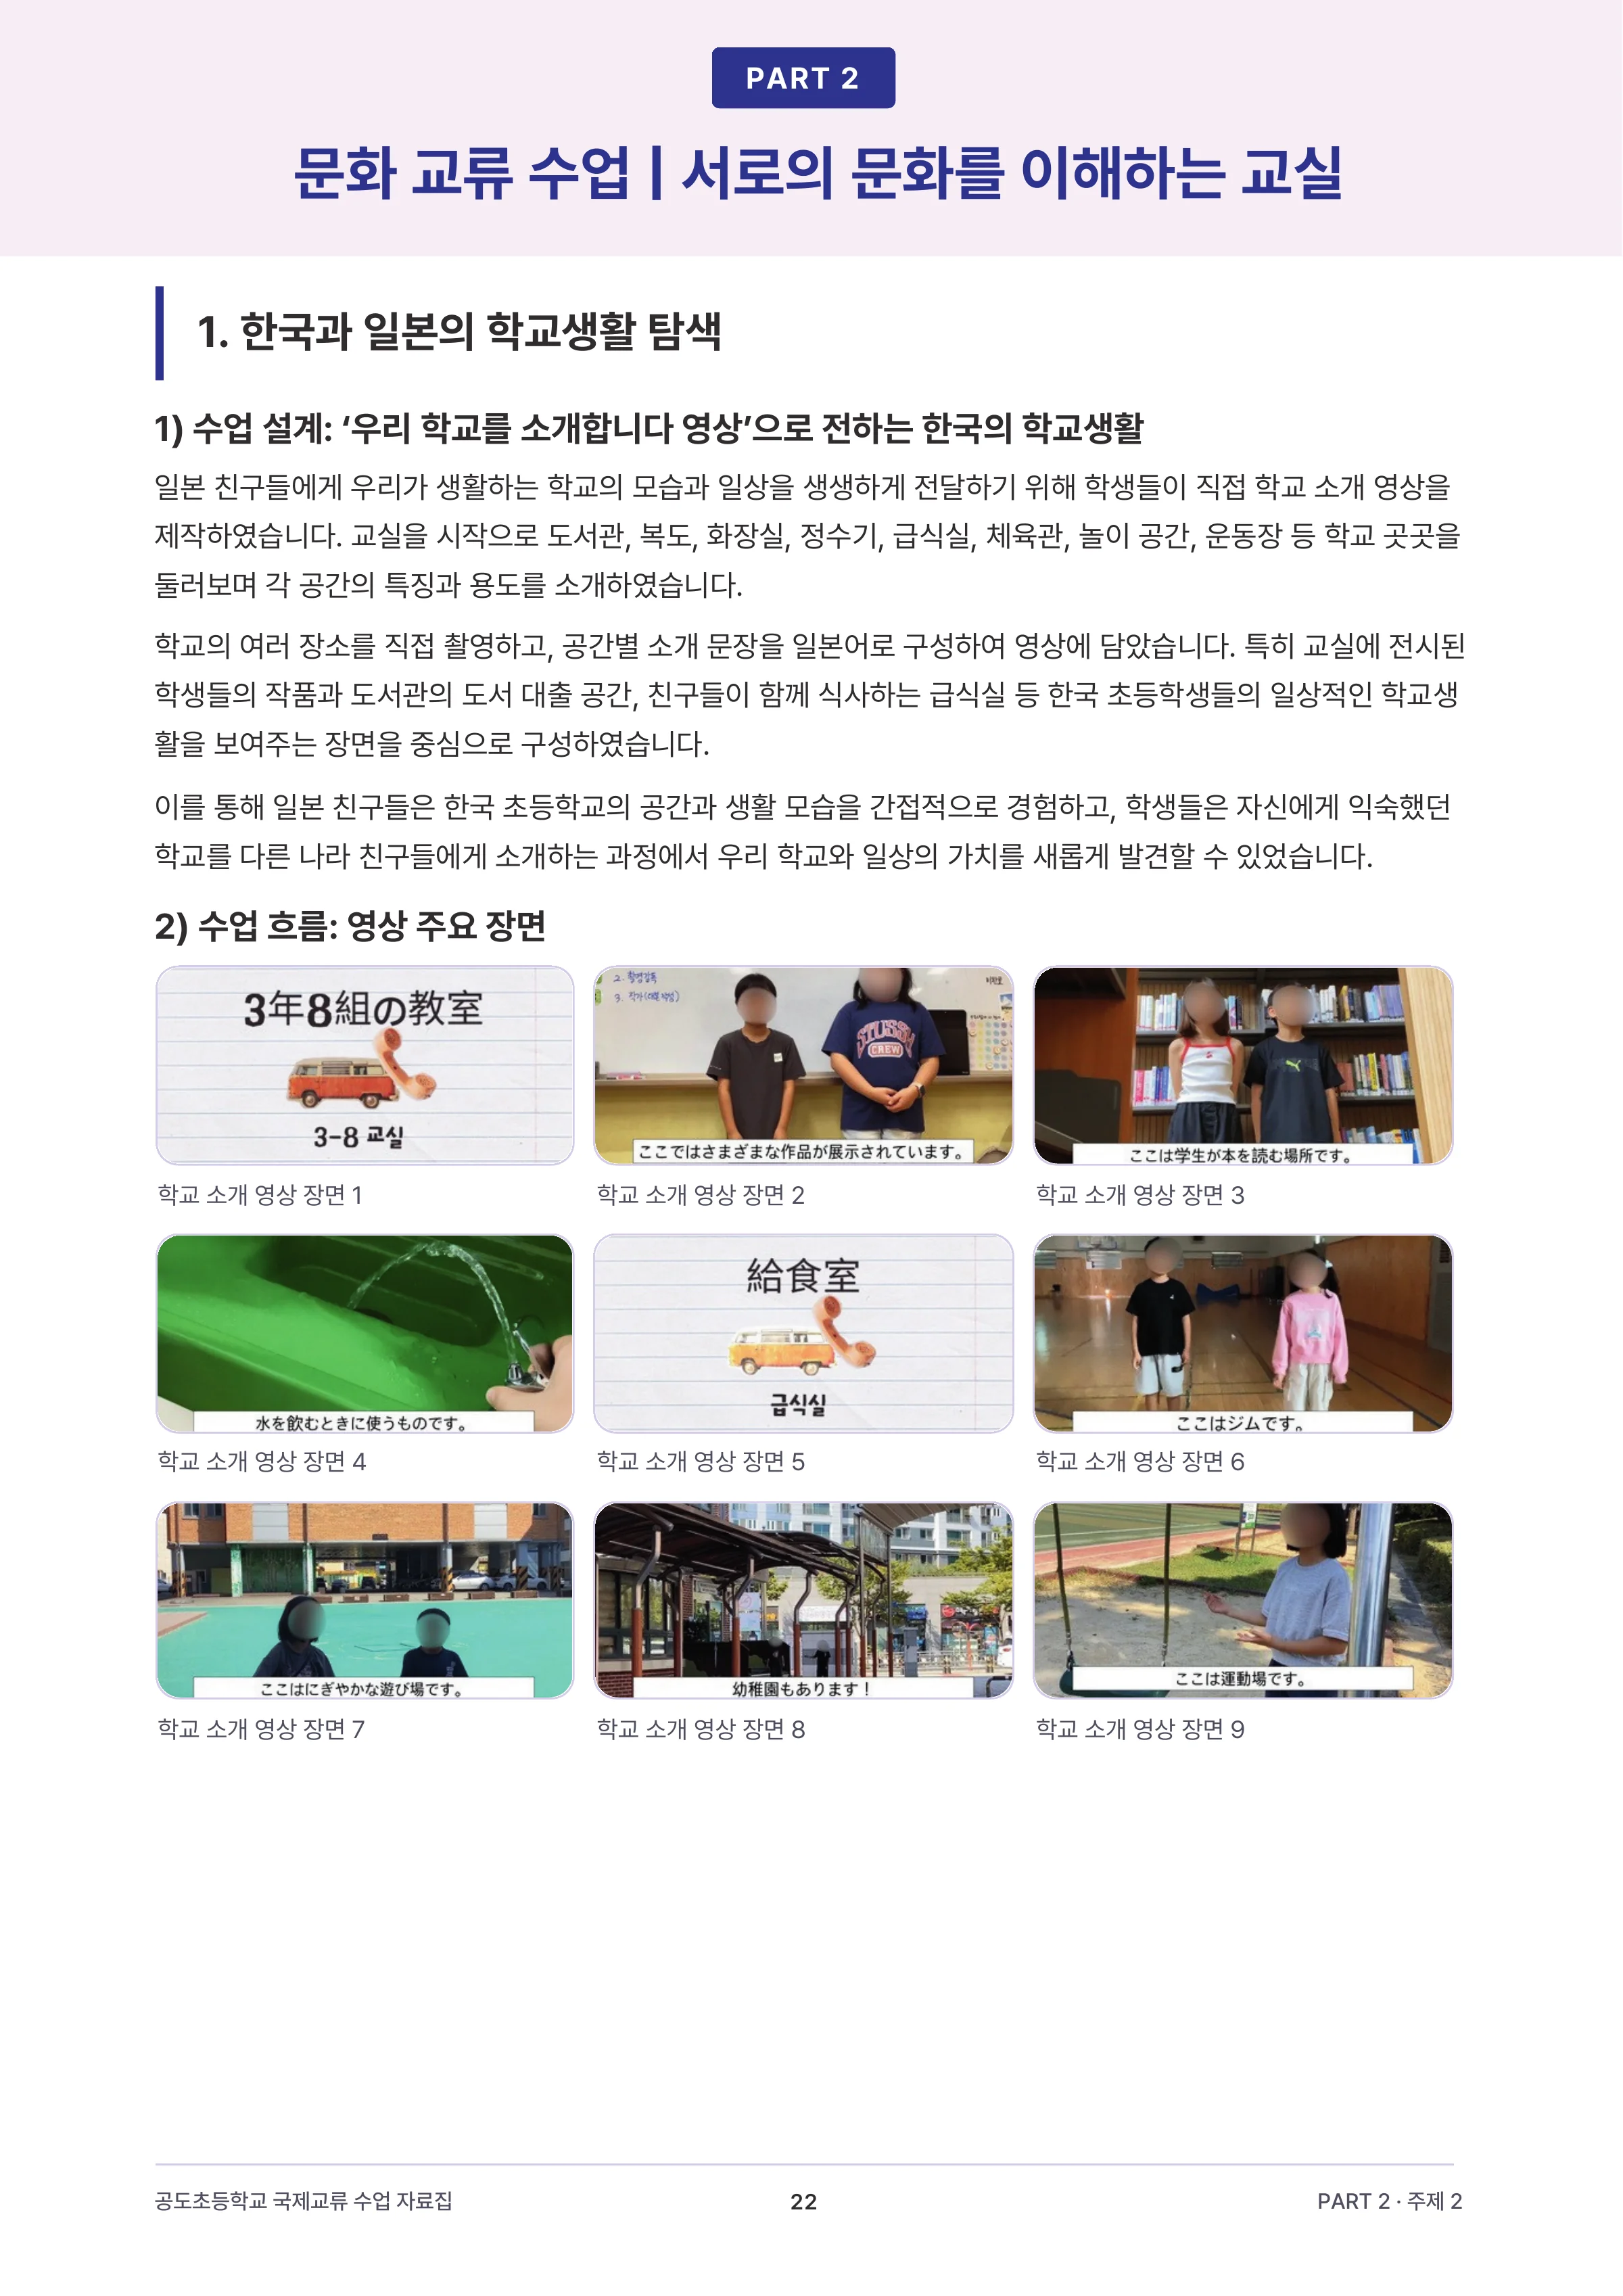 PART 2
문화 교류 수업 | 서로의 문화를 이해하는 교실
1. 한국과 일본의 학교생활 탐색
1) 수업 설계: ‘우리 학교를 소개합니다 영상’으로 전하는 한국의 학교생활
일본 친구들에게 우리가 생활하는 학교의 모습과 일상을 생생하게 전달하기 위해 학생들이 직접 학교 소개 영상을
제작하였습니다. 교실을 시작으로 도서관, 복도, 화장실, 정수기, 급식실, 체육관, 놀이 공간, 운동장 등 학교 곳곳을
둘러보며 각 공간의 특징과 용도를 소개하였습니다.
학교의 여러 장소를 직접 촬영하고, 공간별 소개 문장을 일본어로 구성하여 영상에 담았습니다. 특히 교실에 전시된
학생들의 작품과 도서관의 도서 대출 공간, 친구들이 함께 식사하는 급식실 등 한국 초등학생들의 일상적인 학교생
활을 보여주는 장면을 중심으로 구성하였습니다.
이를 통해 일본 친구들은 한국 초등학교의 공간과 생활 모습을 간접적으로 경험하고, 학생들은 자신에게 익숙했던
학교를 다른 나라 친구들에게 소개하는 과정에서 우리 학교와 일상의 가치를 새롭게 발견할 수 있었습니다.
2) 수업 흐름: 영상 주요 장면
3年8組の教室
3-8 교실
2. 촬영감독
3. 작가(대본 작성)
STUSSY
CREW
ここではさまざまな作品が展示されています。
ここは学生が本を読む場所です。
학교 소개 영상 장면 1
학교 소개 영상 장면 2
학교 소개 영상 장면 3
水を飲むときに使うものです。
給食室
급식실
ここはジムです。
학교 소개 영상 장면 4
학교 소개 영상 장면 5
학교 소개 영상 장면 6
ここはにぎやかな遊び場です。
幼稚園もあります！
ここは運動場です。
학교 소개 영상 장면 7
학교 소개 영상 장면 8
학교 소개 영상 장면 9
공도초등학교 국제교류 수업 자료집
22
PART 2 · 주제 2